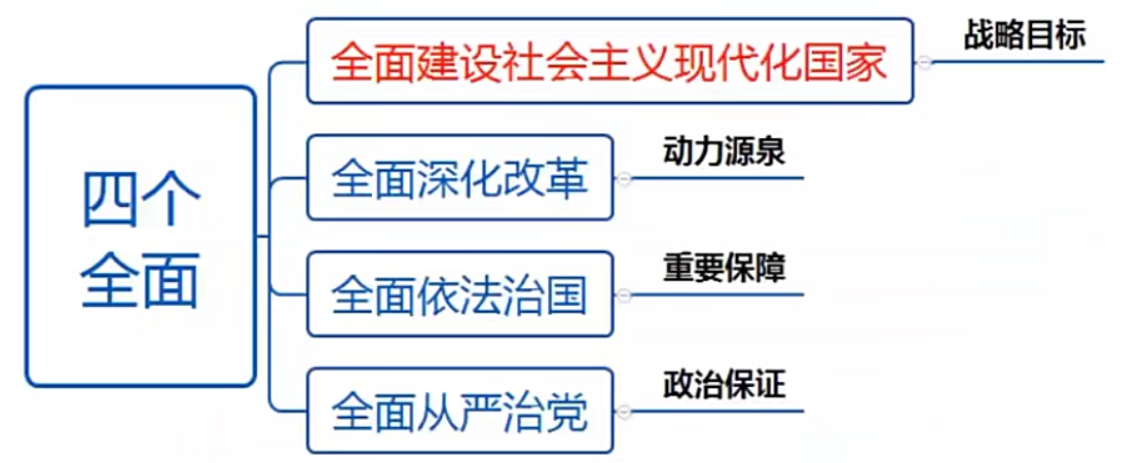 四个
全面
全面建设社会主义现代化国家
战略目标
全面深化改革
动力源泉
全面依法治国
重要保障
全面从严治党
政治保证